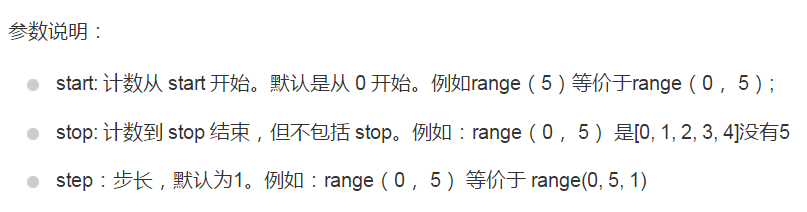 参数说明：
start: 计数从 start 开始。默认是从 0 开始。例如range（5）等价于range（0， 5）;
stop: 计数到 stop 结束，但不包括 stop。例如：range（0， 5） 是[0, 1, 2, 3, 4]没有5
step：步长，默认为1。例如：range（0， 5） 等价于 range(0, 5, 1)